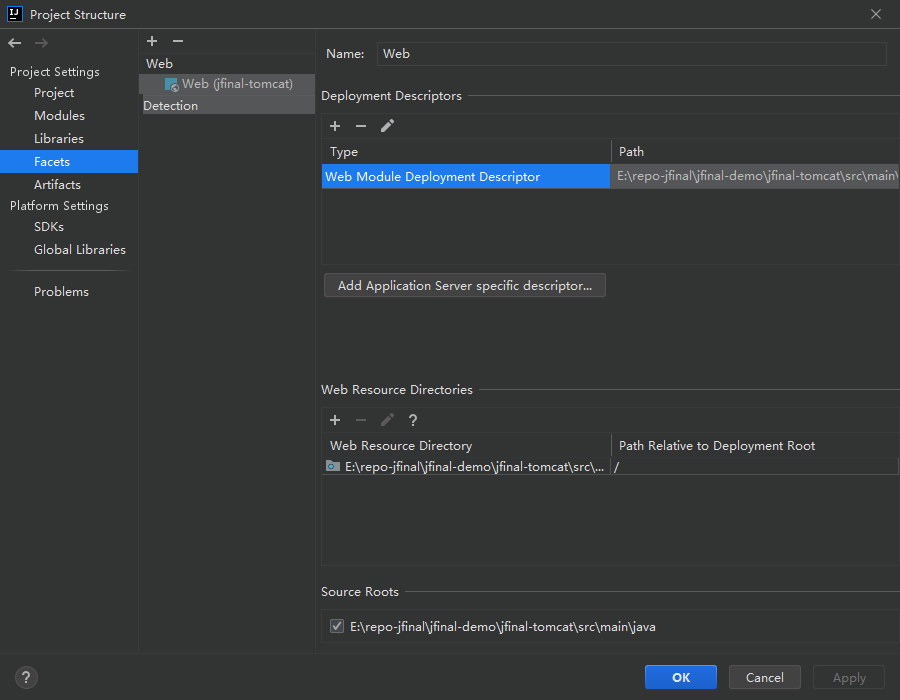 Project Structure
Project Settings
Project
Modules
Libraries
Facets
Artifacts
Platform Settings
SDKs
Global Libraries
Problems
Web
Web (jfinal-tomcat)
Detection
Name: Web
Deployment Descriptors
Type Path
Web Module Deployment Descriptor E:\repo-jfinal\jfinal-demo\jfinal-tomcat\src\main\
Add Application Server specific descriptor...
Web Resource Directories
?
Web Resource Directory Path Relative to Deployment Root
E:\repo-jfinal\jfinal-demo\jfinal-tomcat\src\... /
Source Roots
E:\repo-jfinal\jfinal-demo\jfinal-tomcat\src\main\java
? OK Cancel Apply